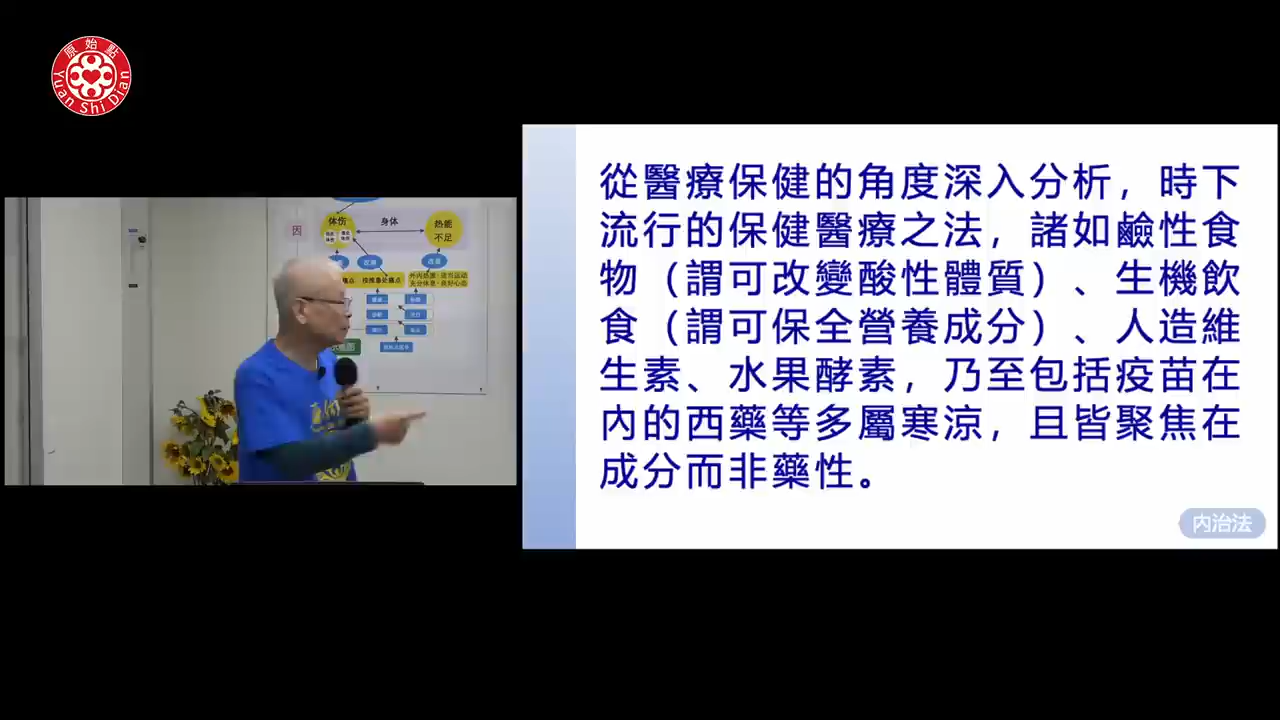 原始點
Yuan Shi Dian
從醫療保健的角度深入分析，時下
流行的保健醫療之法，諸如鹼性食
物（謂可改變酸性體質）、生機飲
食（謂可保全營養成分）、人造維
生素、水果酵素，乃至包括疫苗在
內的西藥等多屬寒涼，且皆聚焦在
成分而非藥性。
内治法
因
体伤
身体
热能
不足